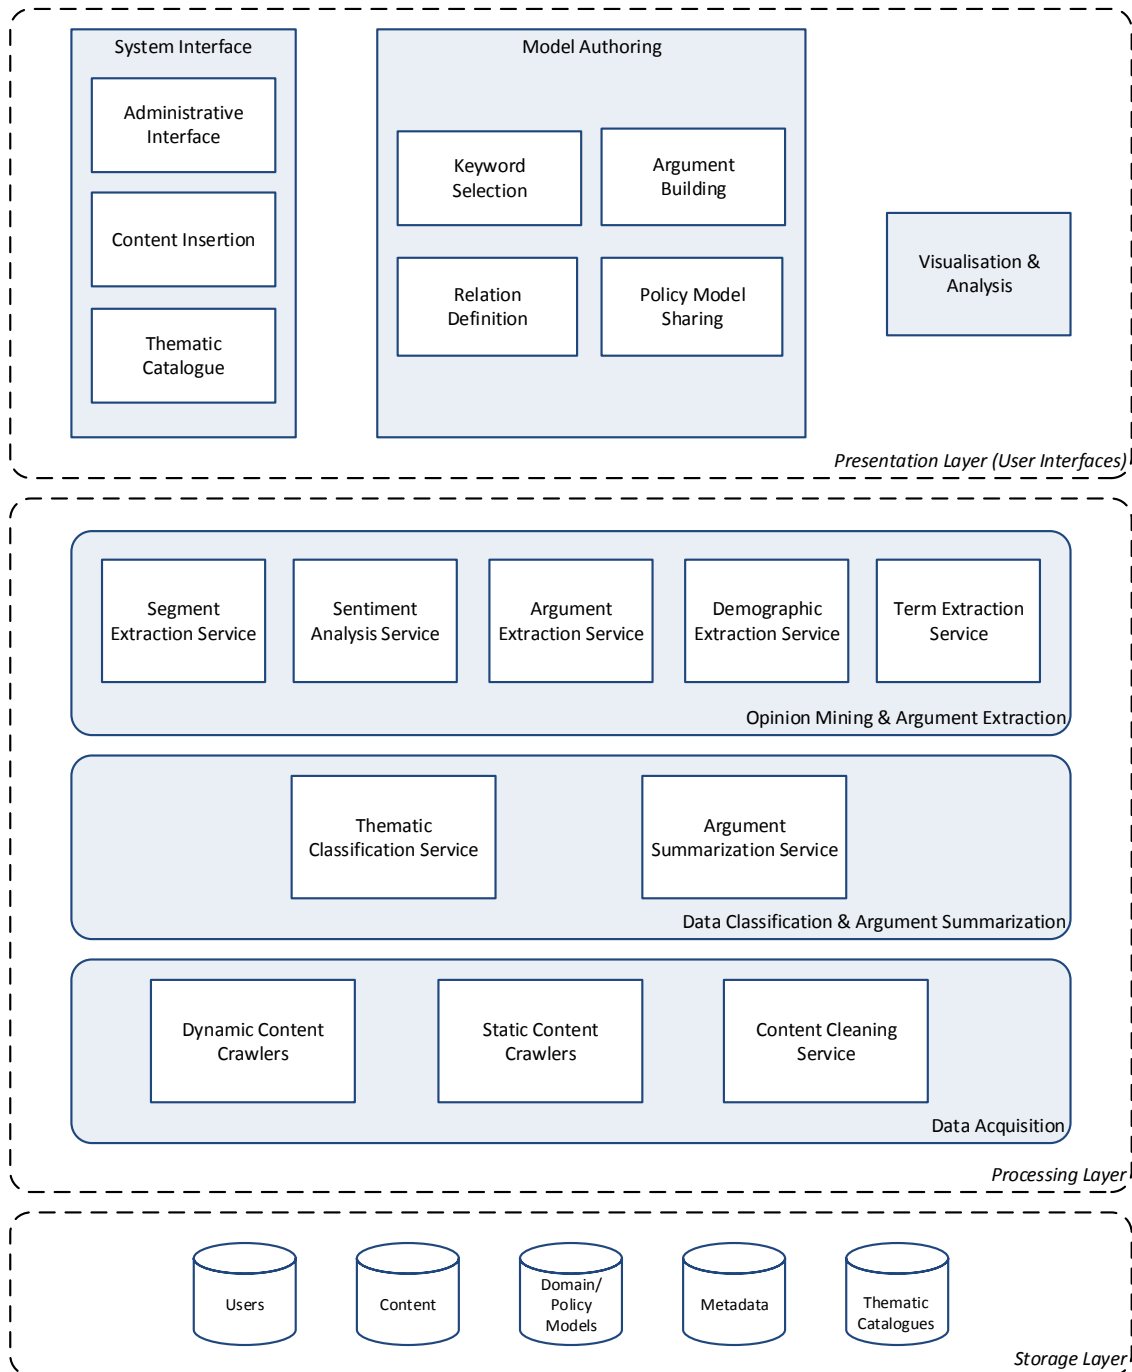 System Interface
Administrative
Interface
Content Insertion
Thematic
Catalogue
Model Authoring
Keyword
Selection
Argument
Building
Relation
Definition
Policy Model
Sharing
Visualisation &
Analysis
Presentation Layer (User Interfaces)
Segment
Extraction Service
Sentiment
Analysis Service
Argument
Extraction Service
Demographic
Extraction Service
Term Extraction
Service
Opinion Mining & Argument Extraction
Thematic
Classification Service
Argument
Summarization Service
Data Classification & Argument Summarization
Dynamic Content
Crawlers
Static Content
Crawlers
Content Cleaning
Service
Data Acquisition
Processing Layer
Users
Content
Domain/
Policy
Models
Metadata
Thematic
Catalogues
Storage Layer